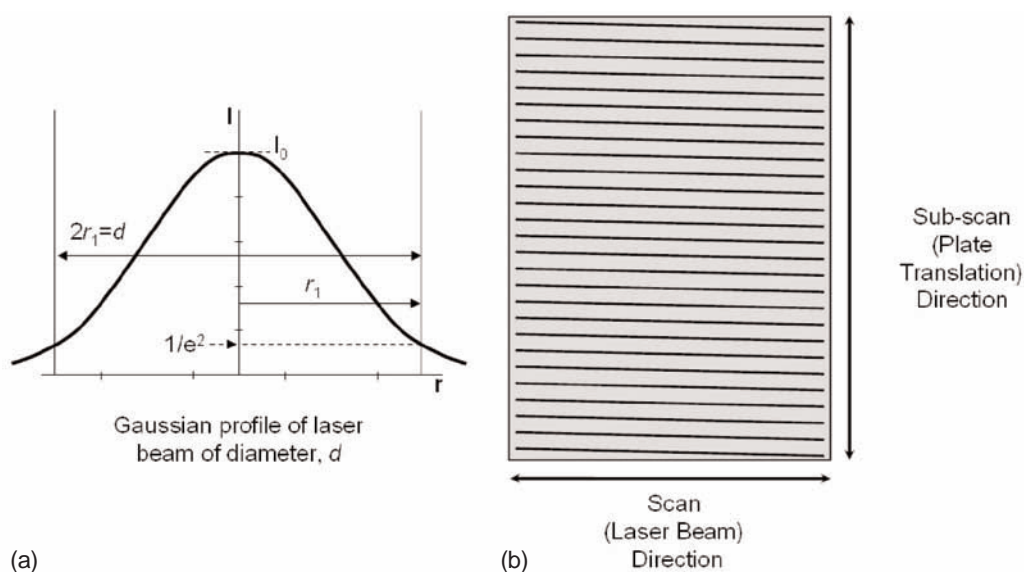 I
I₀
2r₁=d
r₁
1/e²
r
Gaussian profile of laser
beam of diameter, d
(a)
Sub-scan
(Plate
Translation)
Direction
Scan
(Laser Beam)
Direction
(b)